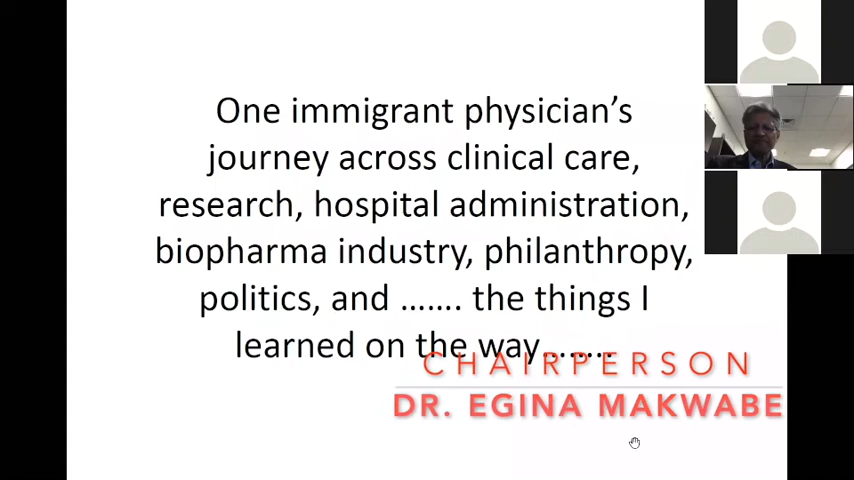 One immigrant physician’s
journey across clinical care,
research, hospital administration,
biopharma industry, philanthropy,
politics, and ……. the things I
learned on the way……..
CHAIRPERSON
DR. EGINA MAKWABE